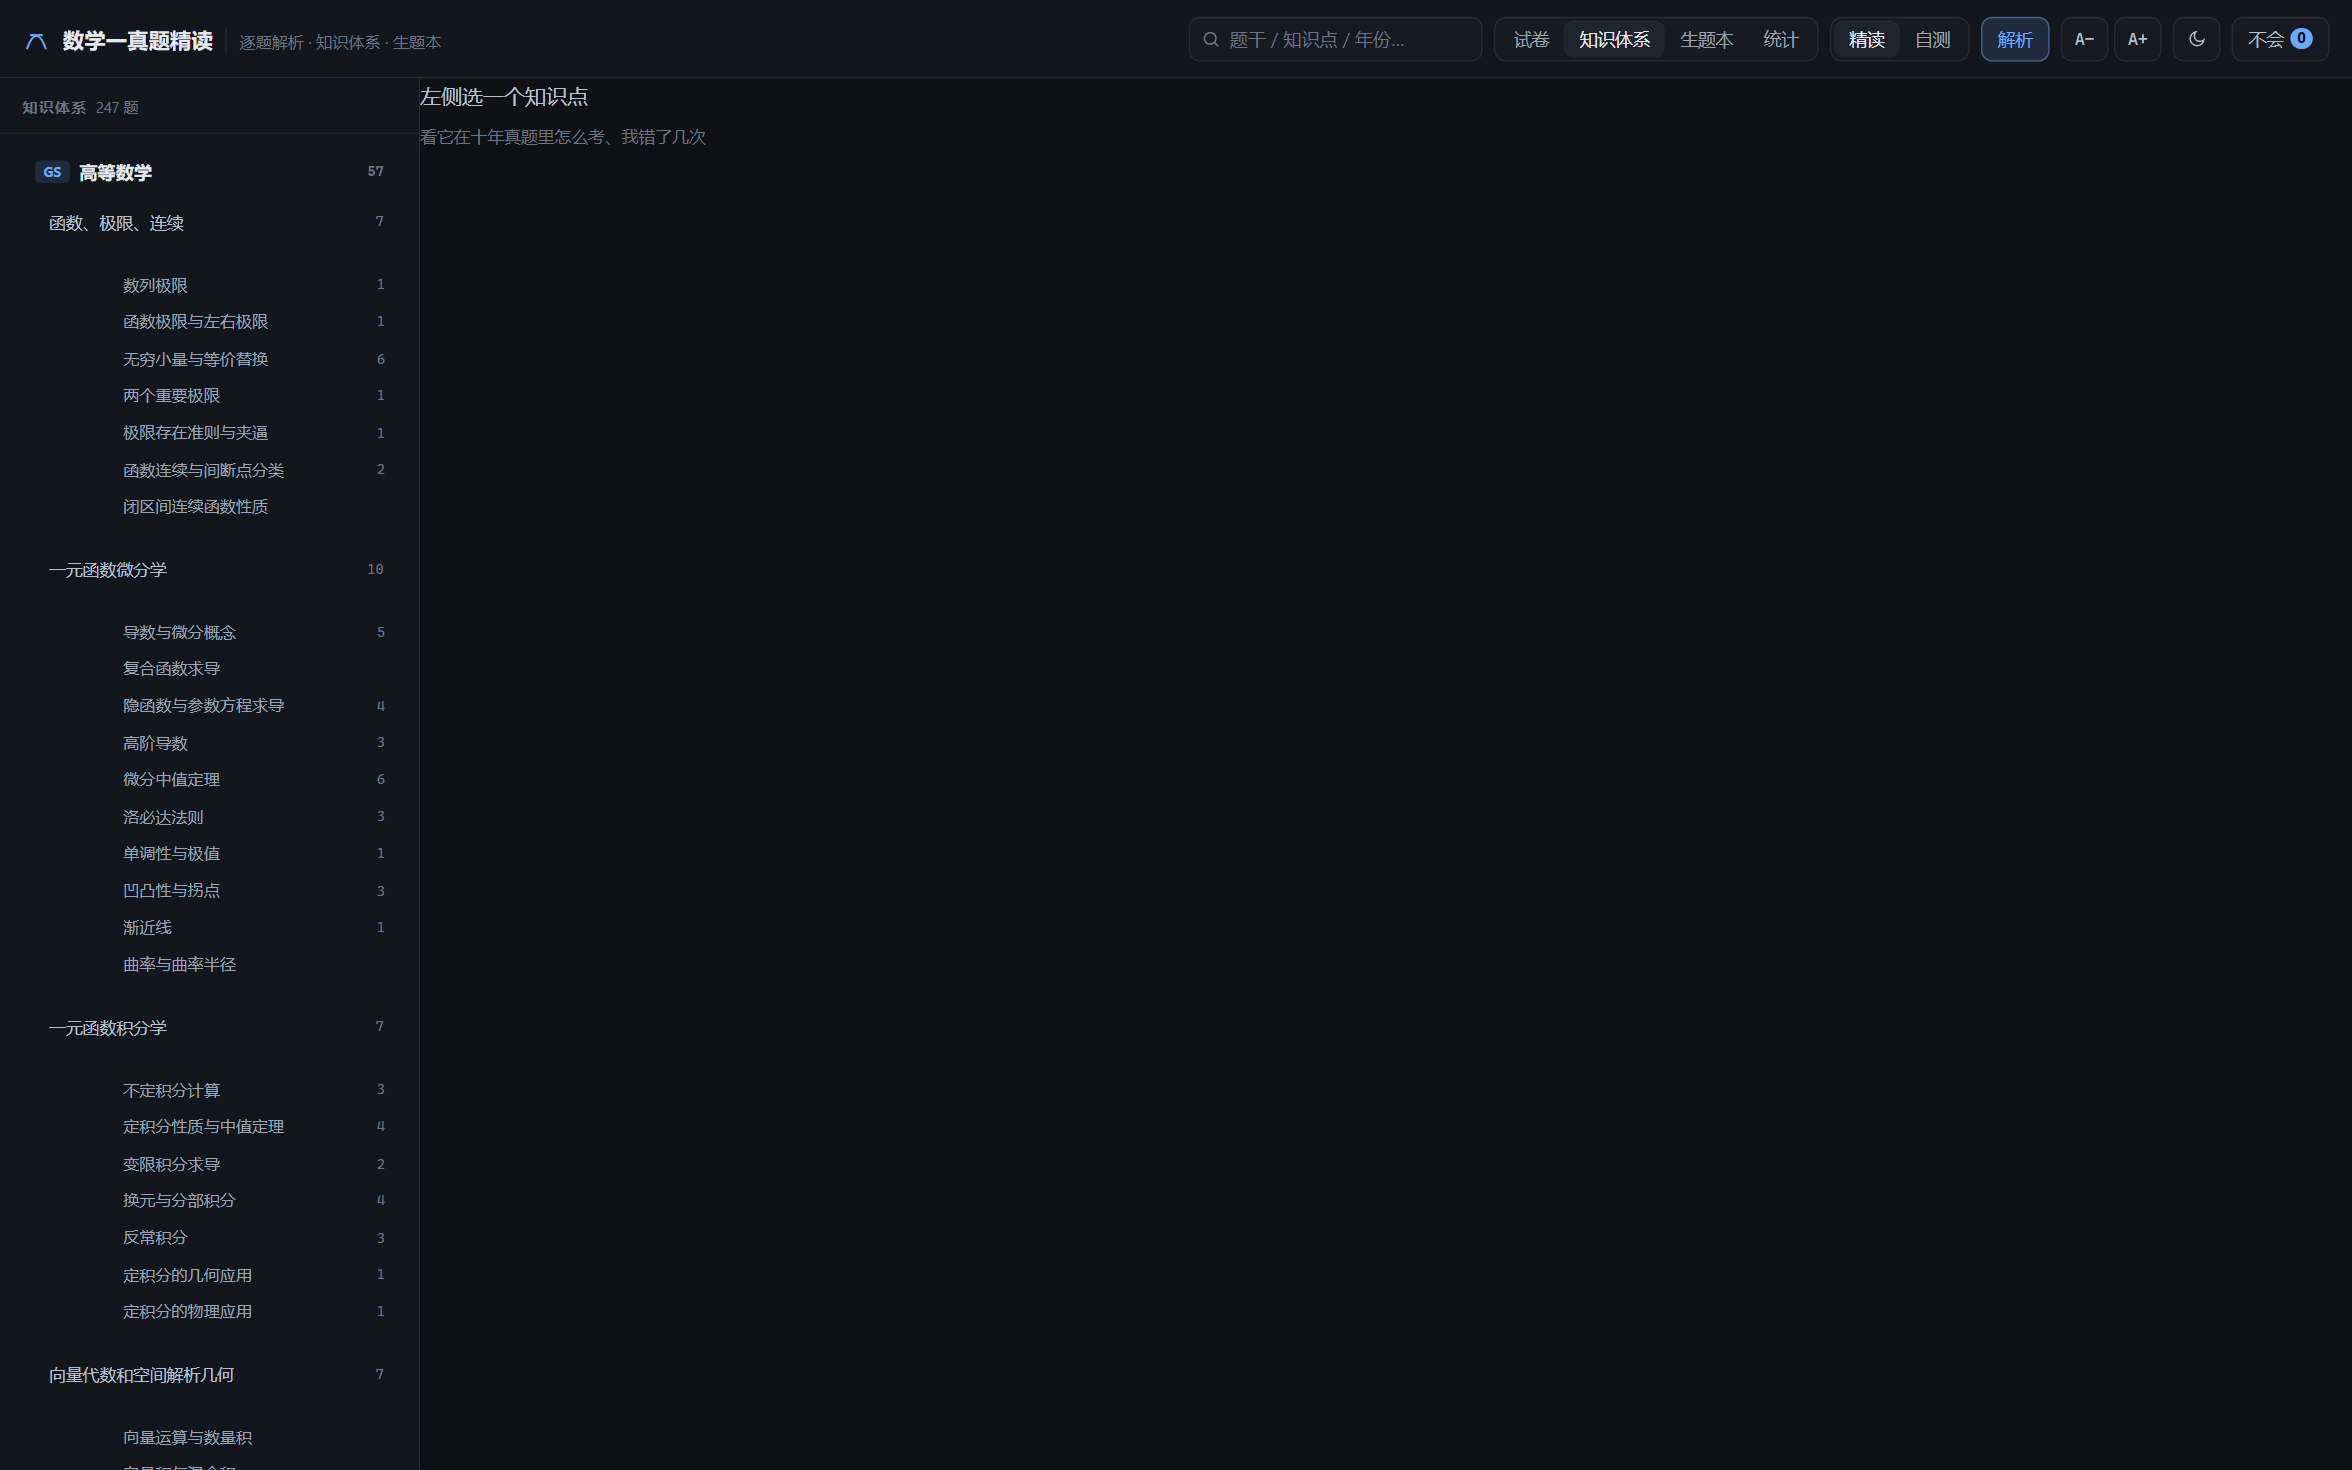 数学一真题精读 逐题解析 · 知识体系 · 生题本 题干 / 知识点 / 年份... 试卷 知识体系 生题本 统计 精读 自测 解析 A− A+ 不会 0
知识体系 247 题
GS 高等数学 57
函数、极限、连续 7
数列极限 1
函数极限与左右极限 1
无穷小量与等价替换 6
两个重要极限 1
极限存在准则与夹逼 1
函数连续与间断点分类 2
闭区间连续函数性质
一元函数微分学 10
导数与微分概念 5
复合函数求导
隐函数与参数方程求导 4
高阶导数 3
微分中值定理 6
洛必达法则 3
单调性与极值 1
凹凸性与拐点 3
渐近线 1
曲率与曲率半径
一元函数积分学 7
不定积分计算 3
定积分性质与中值定理 4
变限积分求导 2
换元与分部积分 4
反常积分 3
定积分的几何应用 1
定积分的物理应用 1
向量代数和空间解析几何 7
向量运算与数量积
左侧选一个知识点
看它在十年真题里怎么考、我错了几次